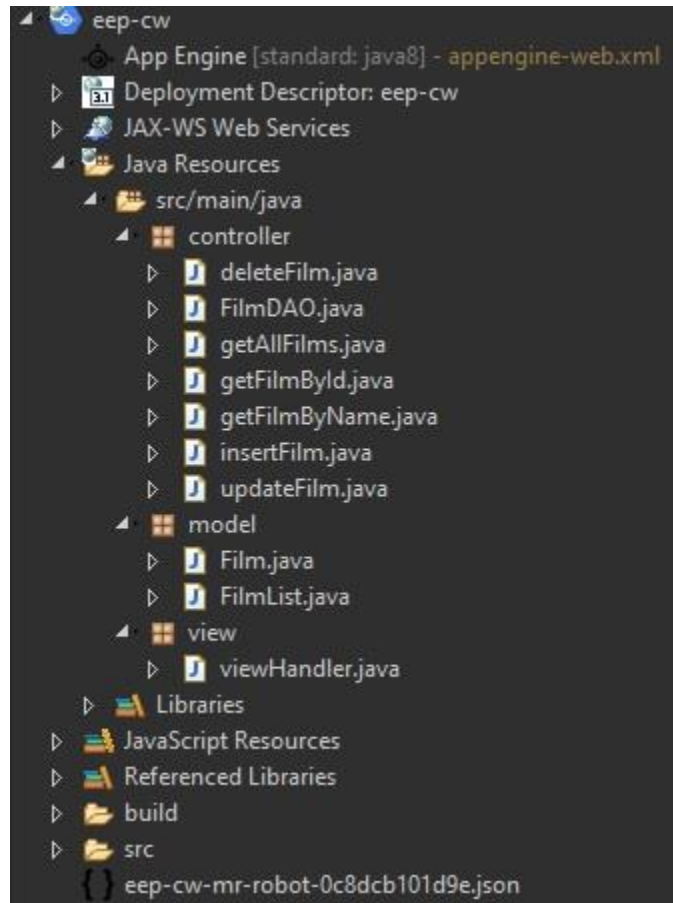 eep-cw
App Engine [standard: java8] - appengine-web.xml
3.1 Deployment Descriptor: eep-cw
JAX-WS Web Services
Java Resources
src/main/java
controller
J deleteFilm.java
J FilmDAO.java
J getAllFilms.java
J getFilmById.java
J getFilmByName.java
J insertFilm.java
J updateFilm.java
model
J Film.java
J FilmList.java
view
J viewHandler.java
Libraries
JavaScript Resources
Referenced Libraries
build
src
{} eep-cw-mr-robot-0c8dcb101d9e.json